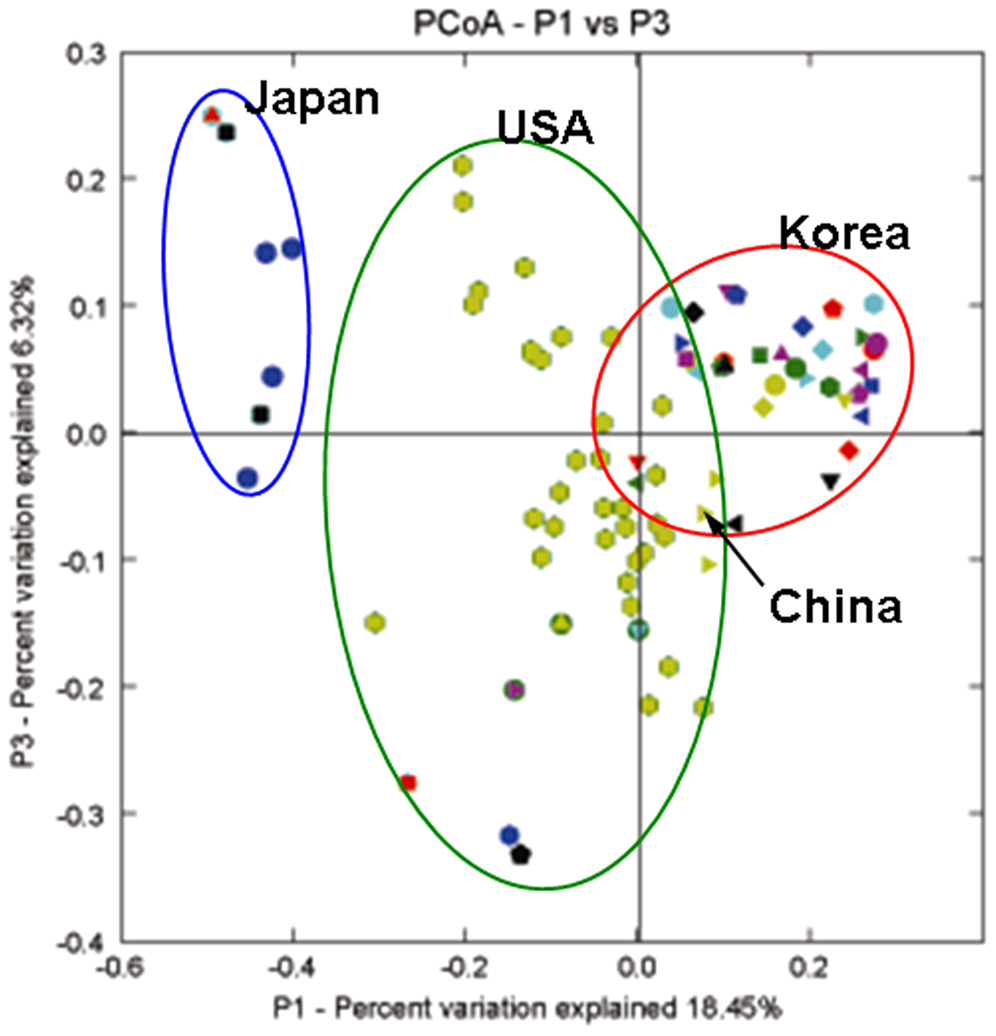 PCoA - P1 vs P3
0.3
0.2
0.1
0.0
-0.1
-0.2
-0.3
-0.4
-0.6
-0.4
-0.2
0.0
0.2
P3 - Percent variation explained 6.32%
P1 - Percent variation explained 18.45%
Japan
USA
Korea
China